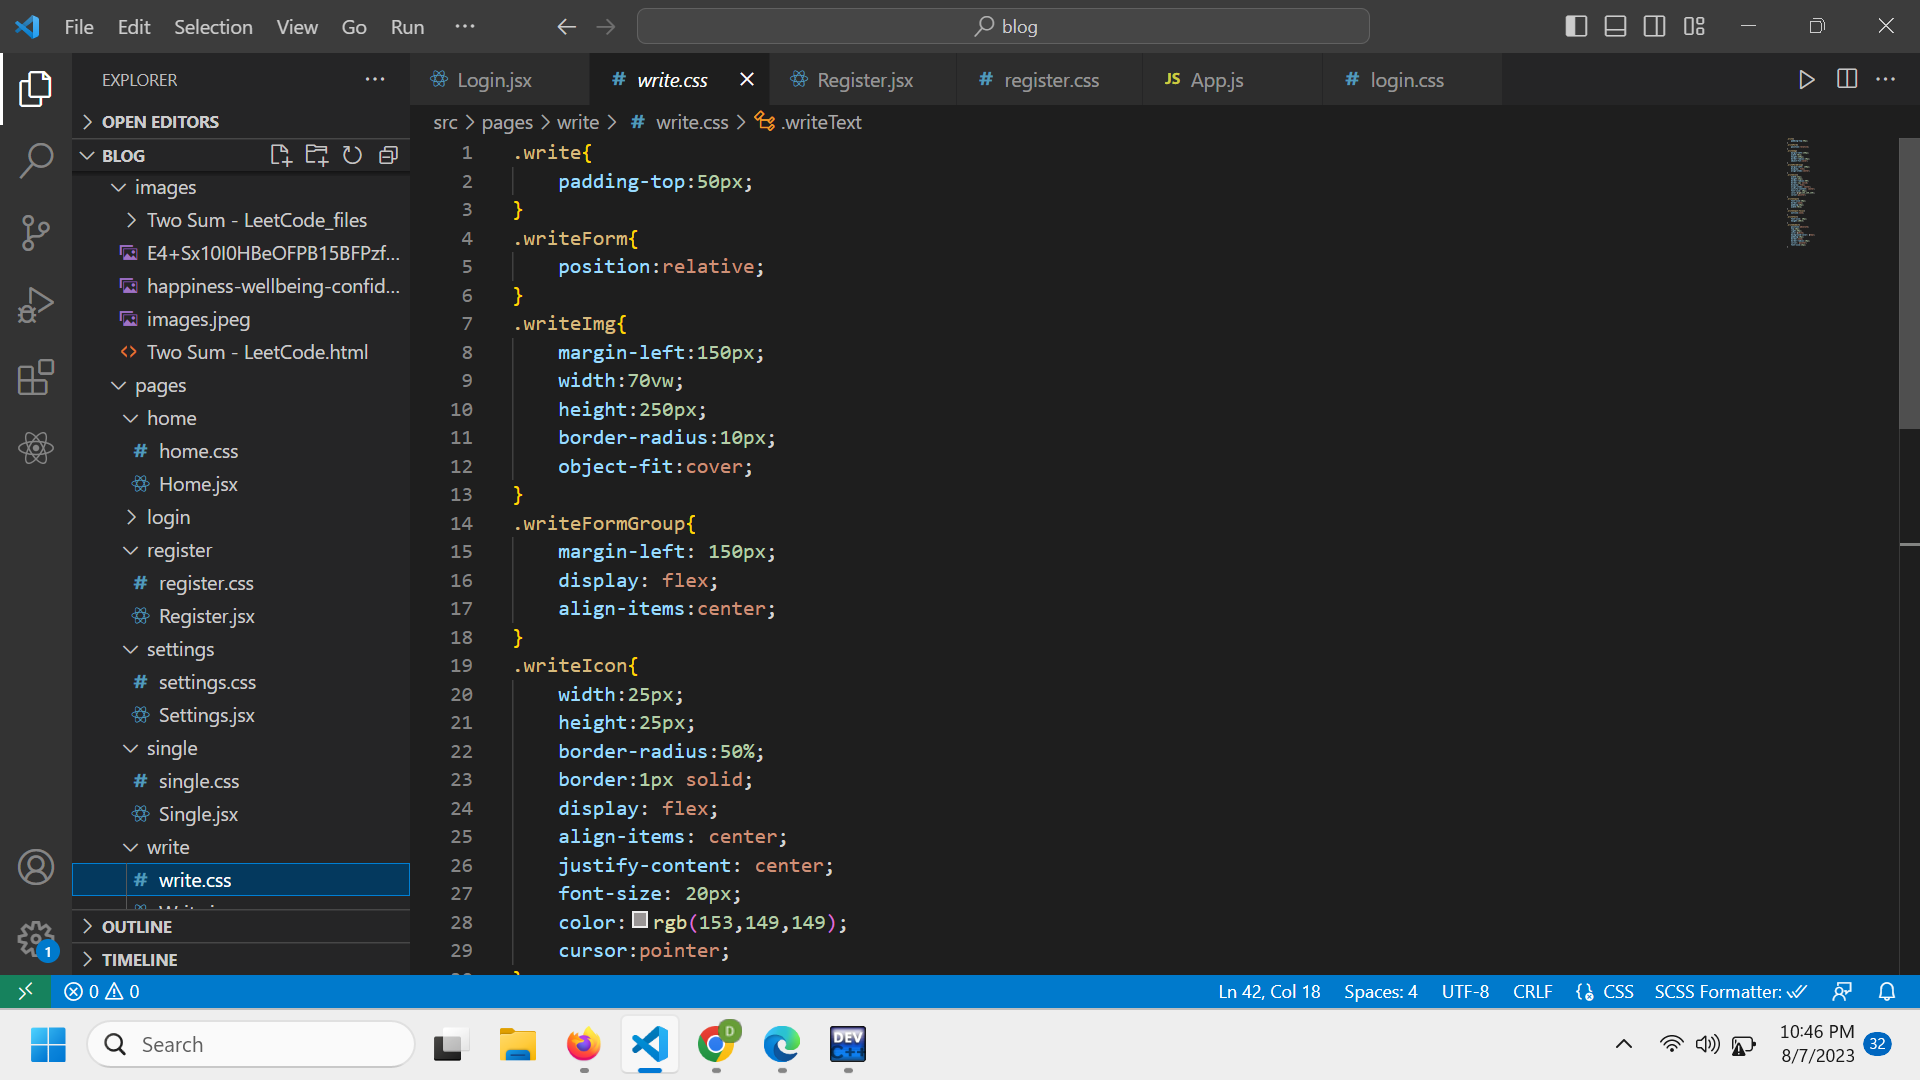 File Edit Selection View Go Run ··· blog
EXPLORER ···
OPEN EDITORS
BLOG
images
Two Sum - LeetCode_files
E4+Sx10I0HBeOFPB15BFPzf...
happiness-wellbeing-confid...
images.jpeg
Two Sum - LeetCode.html
pages
home
home.css
Home.jsx
login
register
register.css
Register.jsx
settings
settings.css
Settings.jsx
single
single.css
Single.jsx
write
write.css
OUTLINE
TIMELINE
Login.jsx write.css Register.jsx register.css JS App.js login.css
src > pages > write > # write.css > .writeText
1 .write{
2 padding-top:50px;
3 }
4 .writeForm{
5 position:relative;
6 }
7 .writeImg{
8 margin-left:150px;
9 width:70vw;
10 height:250px;
11 border-radius:10px;
12 object-fit:cover;
13 }
14 .writeFormGroup{
15 margin-left: 150px;
16 display: flex;
17 align-items:center;
18 }
19 .writeIcon{
20 width:25px;
21 height:25px;
22 border-radius:50%;
23 border:1px solid;
24 display: flex;
25 align-items: center;
26 justify-content: center;
27 font-size: 20px;
28 color: rgb(153,149,149);
29 cursor:pointer;
1
0 0 Ln 42, Col 18 Spaces: 4 UTF-8 CRLF CSS SCSS Formatter:
Search D DEV C++ 10:46 PM
8/7/2023 32